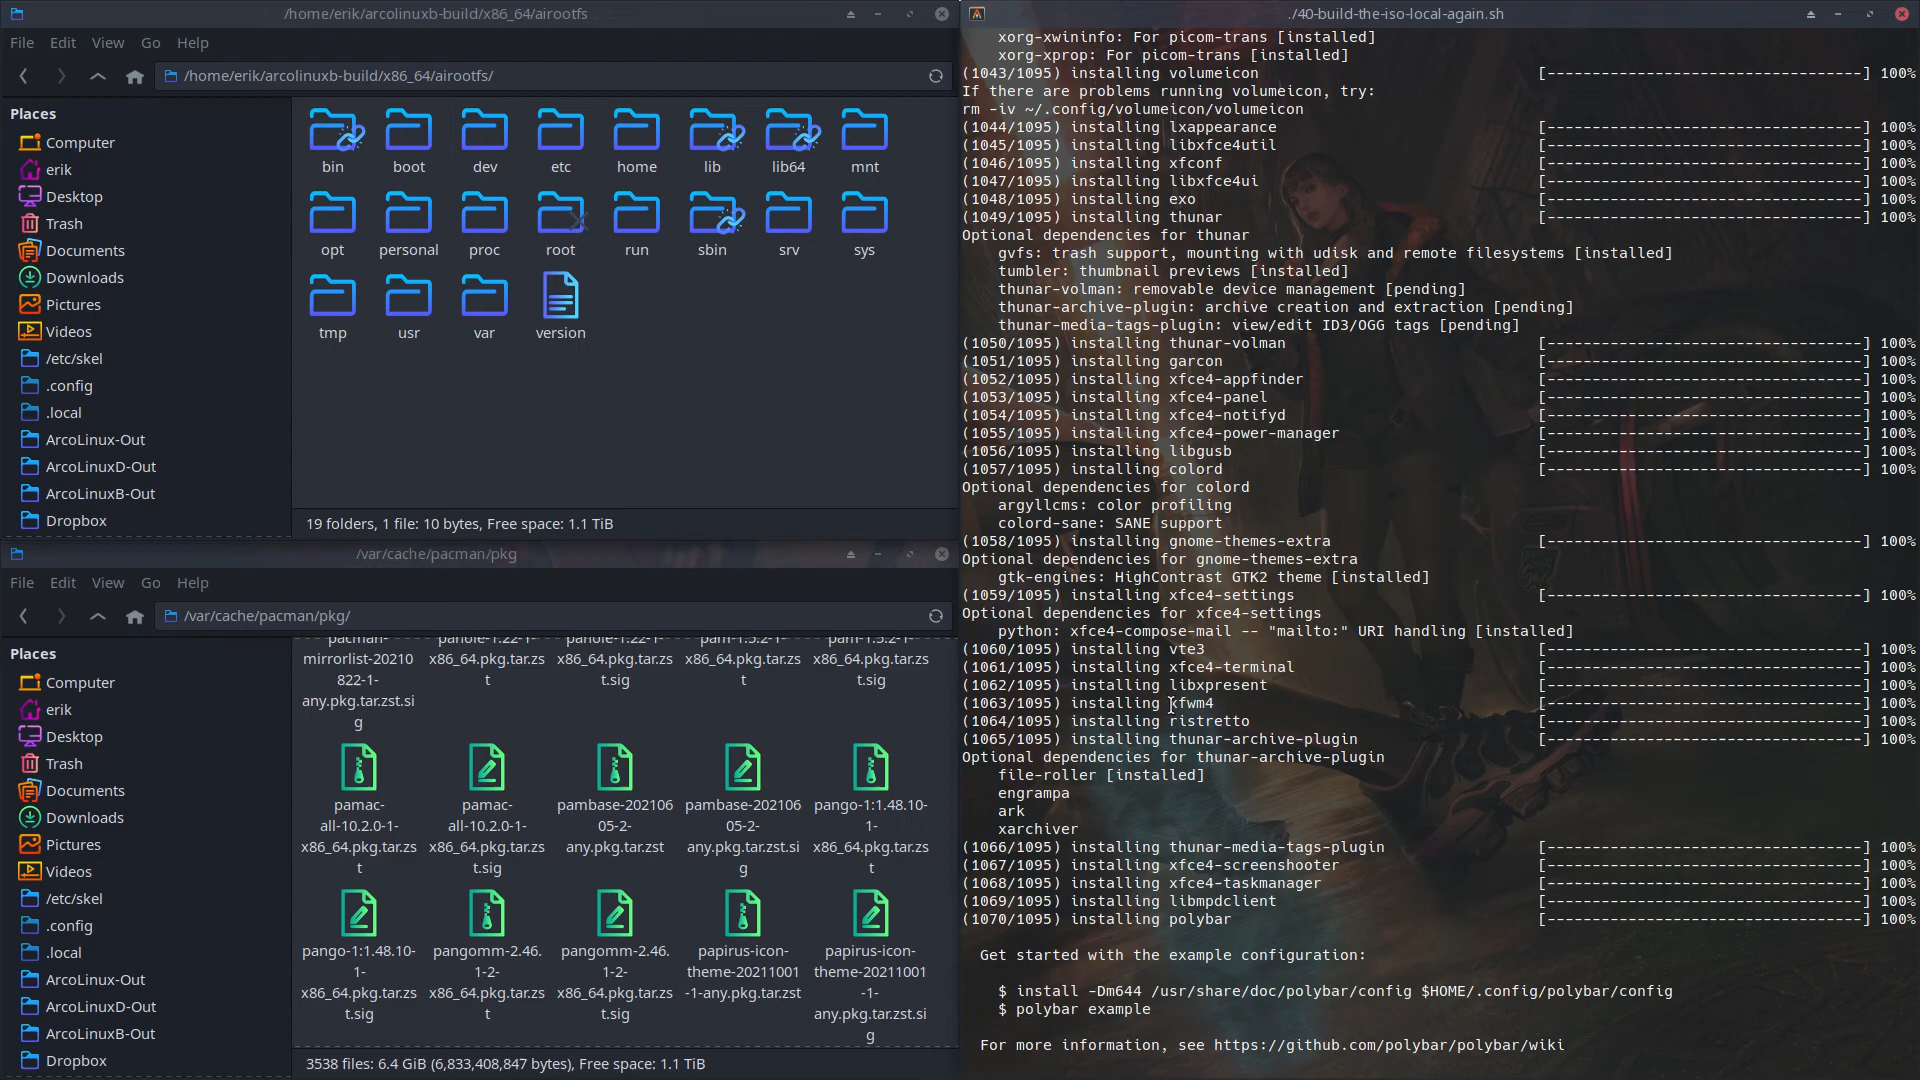 /home/erik/arcolinuxb-build/x86_64/airootfs
File Edit View Go Help
/home/erik/arcolinuxb-build/x86_64/airootfs/
Places
Computer
erik
Desktop
Trash
Documents
Downloads
Pictures
Videos
/etc/skel
.config
.local
ArcoLinux-Out
ArcoLinuxD-Out
ArcoLinuxB-Out
Dropbox
bin boot dev etc home lib lib64 mnt
opt personal proc root run sbin srv sys
tmp usr var version
19 folders, 1 file: 10 bytes, Free space: 1.1 TiB
/var/cache/pacman/pkg
File Edit View Go Help
/var/cache/pacman/pkg/
Places
Computer
erik
Desktop
Trash
Documents
Downloads
Pictures
Videos
/etc/skel
.config
.local
ArcoLinux-Out
ArcoLinuxD-Out
ArcoLinuxB-Out
Dropbox
pacman-
mirrorlist-20210
822-1-
any.pkg.tar.zst.si
g
x86_64.pkg.tar.zs
t
x86_64.pkg.tar.zs
t.sig
x86_64.pkg.tar.zs
t
x86_64.pkg.tar.zs
t.sig
pamac-
all-10.2.0-1-
x86_64.pkg.tar.zs
t
pamac-
all-10.2.0-1-
x86_64.pkg.tar.zs
t.sig
pambase-202106
05-2-
any.pkg.tar.zst
pambase-202106
05-2-
any.pkg.tar.zst.si
g
pango-1:1.48.10-
1-
x86_64.pkg.tar.zs
t
pango-1:1.48.10-
1-
x86_64.pkg.tar.zs
t.sig
pangomm-2.46.
1-2-
x86_64.pkg.tar.zs
t
pangomm-2.46.
1-2-
x86_64.pkg.tar.zs
t.sig
papirus-icon-
theme-20211001
-1-any.pkg.tar.zst
papirus-icon-
theme-20211001
-1-
any.pkg.tar.zst.si
g
3538 files: 6.4 GiB (6,833,408,847 bytes), Free space: 1.1 TiB
./40-build-the-iso-local-again.sh
xorg-xwininfo: For picom-trans [installed]
xorg-xprop: For picom-trans [installed]
(1043/1095) installing volumeicon [-----------------------------------] 100%
If there are problems running volumeicon, try:
rm -iv ~/.config/volumeicon/volumeicon
(1044/1095) installing lxappearance [-----------------------------------] 100%
(1045/1095) installing libxfce4util [-----------------------------------] 100%
(1046/1095) installing xfconf [-----------------------------------] 100%
(1047/1095) installing libxfce4ui [-----------------------------------] 100%
(1048/1095) installing exo [-----------------------------------] 100%
(1049/1095) installing thunar [-----------------------------------] 100%
Optional dependencies for thunar
gvfs: trash support, mounting with udisk and remote filesystems [installed]
tumbler: thumbnail previews [installed]
thunar-volman: removable device management [pending]
thunar-archive-plugin: archive creation and extraction [pending]
thunar-media-tags-plugin: view/edit ID3/OGG tags [pending]
(1050/1095) installing thunar-volman [-----------------------------------] 100%
(1051/1095) installing garcon [-----------------------------------] 100%
(1052/1095) installing xfce4-appfinder [-----------------------------------] 100%
(1053/1095) installing xfce4-panel [-----------------------------------] 100%
(1054/1095) installing xfce4-notifyd [-----------------------------------] 100%
(1055/1095) installing xfce4-power-manager [-----------------------------------] 100%
(1056/1095) installing libgusb [-----------------------------------] 100%
(1057/1095) installing colord [-----------------------------------] 100%
Optional dependencies for colord
argyllcms: color profiling
colord-sane: SANE support
(1058/1095) installing gnome-themes-extra [-----------------------------------] 100%
Optional dependencies for gnome-themes-extra
gtk-engines: HighContrast GTK2 theme [installed]
(1059/1095) installing xfce4-settings [-----------------------------------] 100%
Optional dependencies for xfce4-settings
python: xfce4-compose-mail -- "mailto:" URI handling [installed]
(1060/1095) installing vte3 [-----------------------------------] 100%
(1061/1095) installing xfce4-terminal [-----------------------------------] 100%
(1062/1095) installing libxpresent [-----------------------------------] 100%
(1063/1095) installing xfwm4 [-----------------------------------] 100%
(1064/1095) installing ristretto [-----------------------------------] 100%
(1065/1095) installing thunar-archive-plugin [-----------------------------------] 100%
Optional dependencies for thunar-archive-plugin
file-roller [installed]
engrampa
ark
xarchiver
(1066/1095) installing thunar-media-tags-plugin [-----------------------------------] 100%
(1067/1095) installing xfce4-screenshooter [-----------------------------------] 100%
(1068/1095) installing xfce4-taskmanager [-----------------------------------] 100%
(1069/1095) installing libmpdclient [-----------------------------------] 100%
(1070/1095) installing polybar [-----------------------------------] 100%
Get started with the example configuration:
$ install -Dm644 /usr/share/doc/polybar/config $HOME/.config/polybar/config
$ polybar example
For more information, see https://github.com/polybar/polybar/wiki